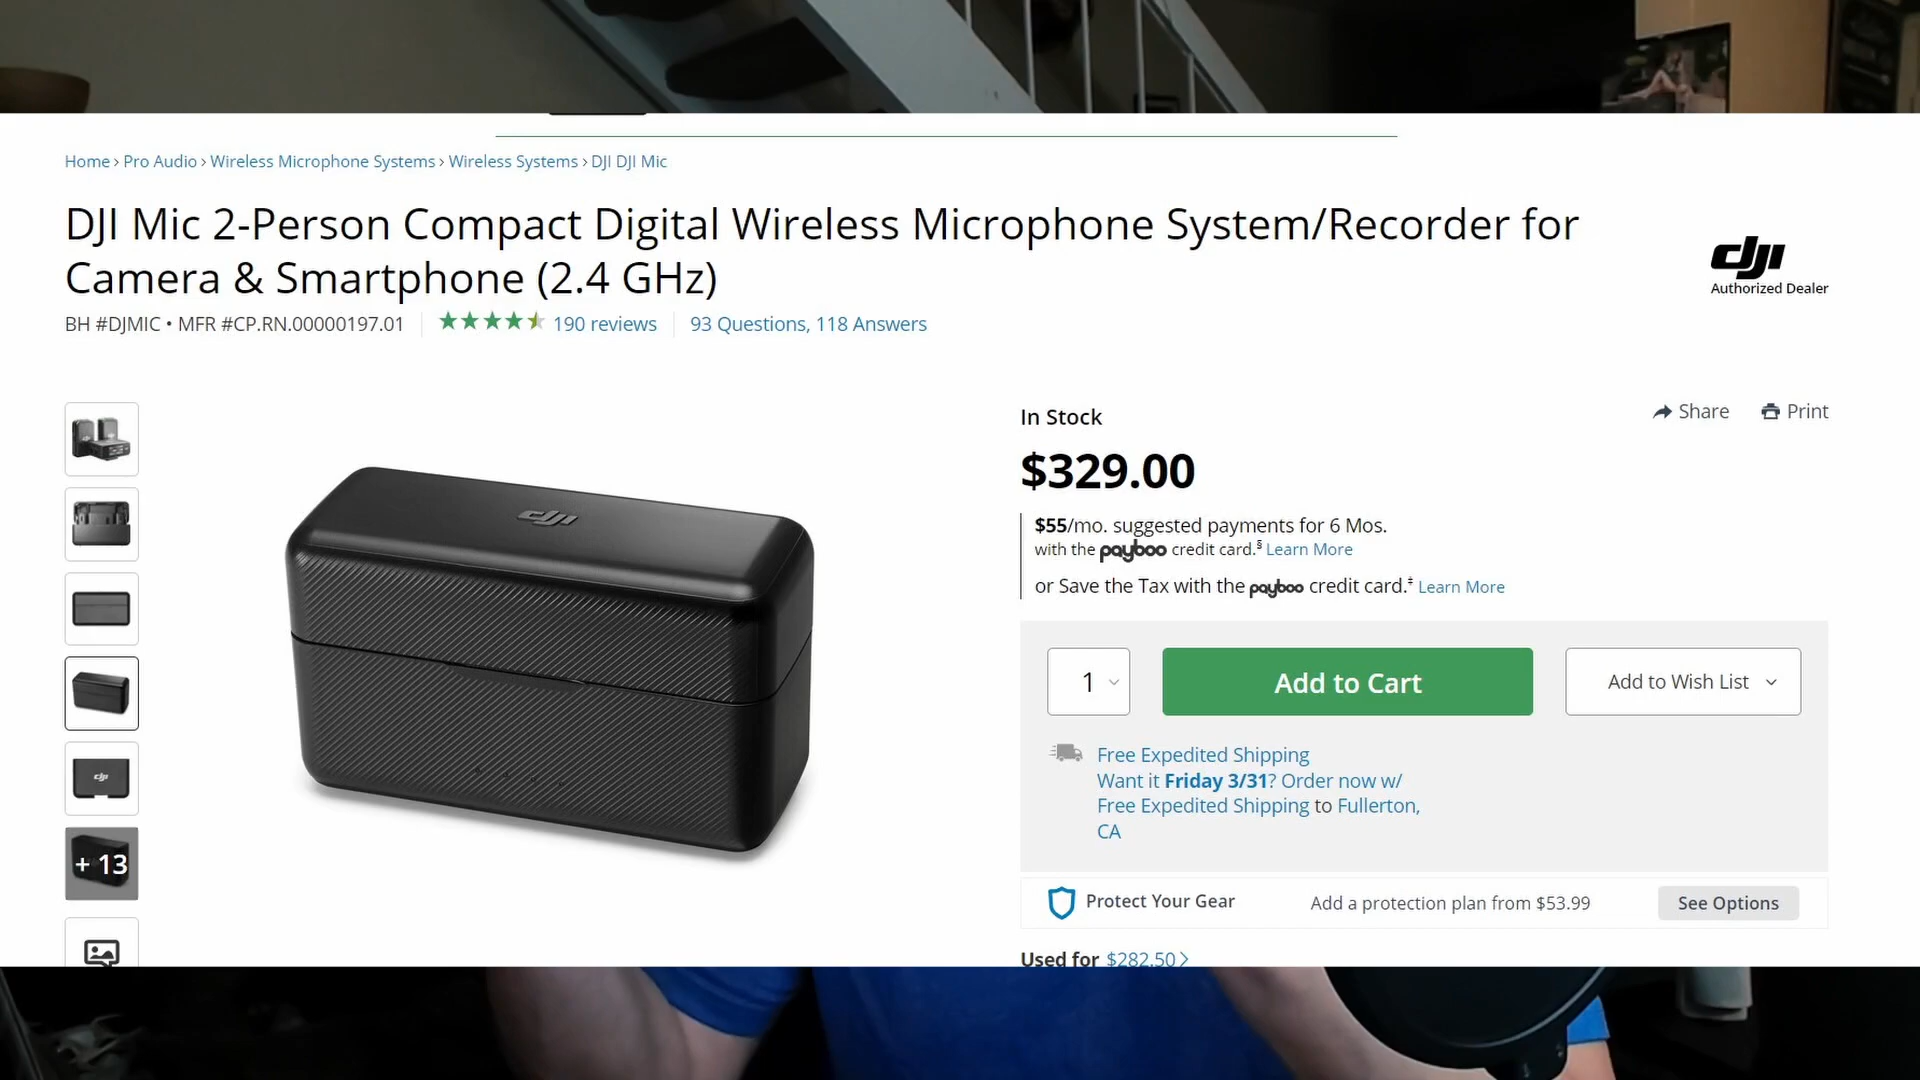 Home › Pro Audio › Wireless Microphone Systems › Wireless Systems › DJI DJI Mic
DJI Mic 2-Person Compact Digital Wireless Microphone System/Recorder for
Camera & Smartphone (2.4 GHz)
dji
Authorized Dealer
BH #DJMIC • MFR #CP.RN.00000197.01
190 reviews
93 Questions, 118 Answers
In Stock
Share
Print
$329.00
$55/mo. suggested payments for 6 Mos.
with the payboo credit card.§ Learn More
or Save the Tax with the payboo credit card.‡ Learn More
dji
1
Add to Cart
Add to Wish List
Free Expedited Shipping
Want it Friday 3/31? Order now w/
Free Expedited Shipping to Fullerton,
CA
dji
+ 13
Protect Your Gear
Add a protection plan from $53.99
See Options
Used for $282.50